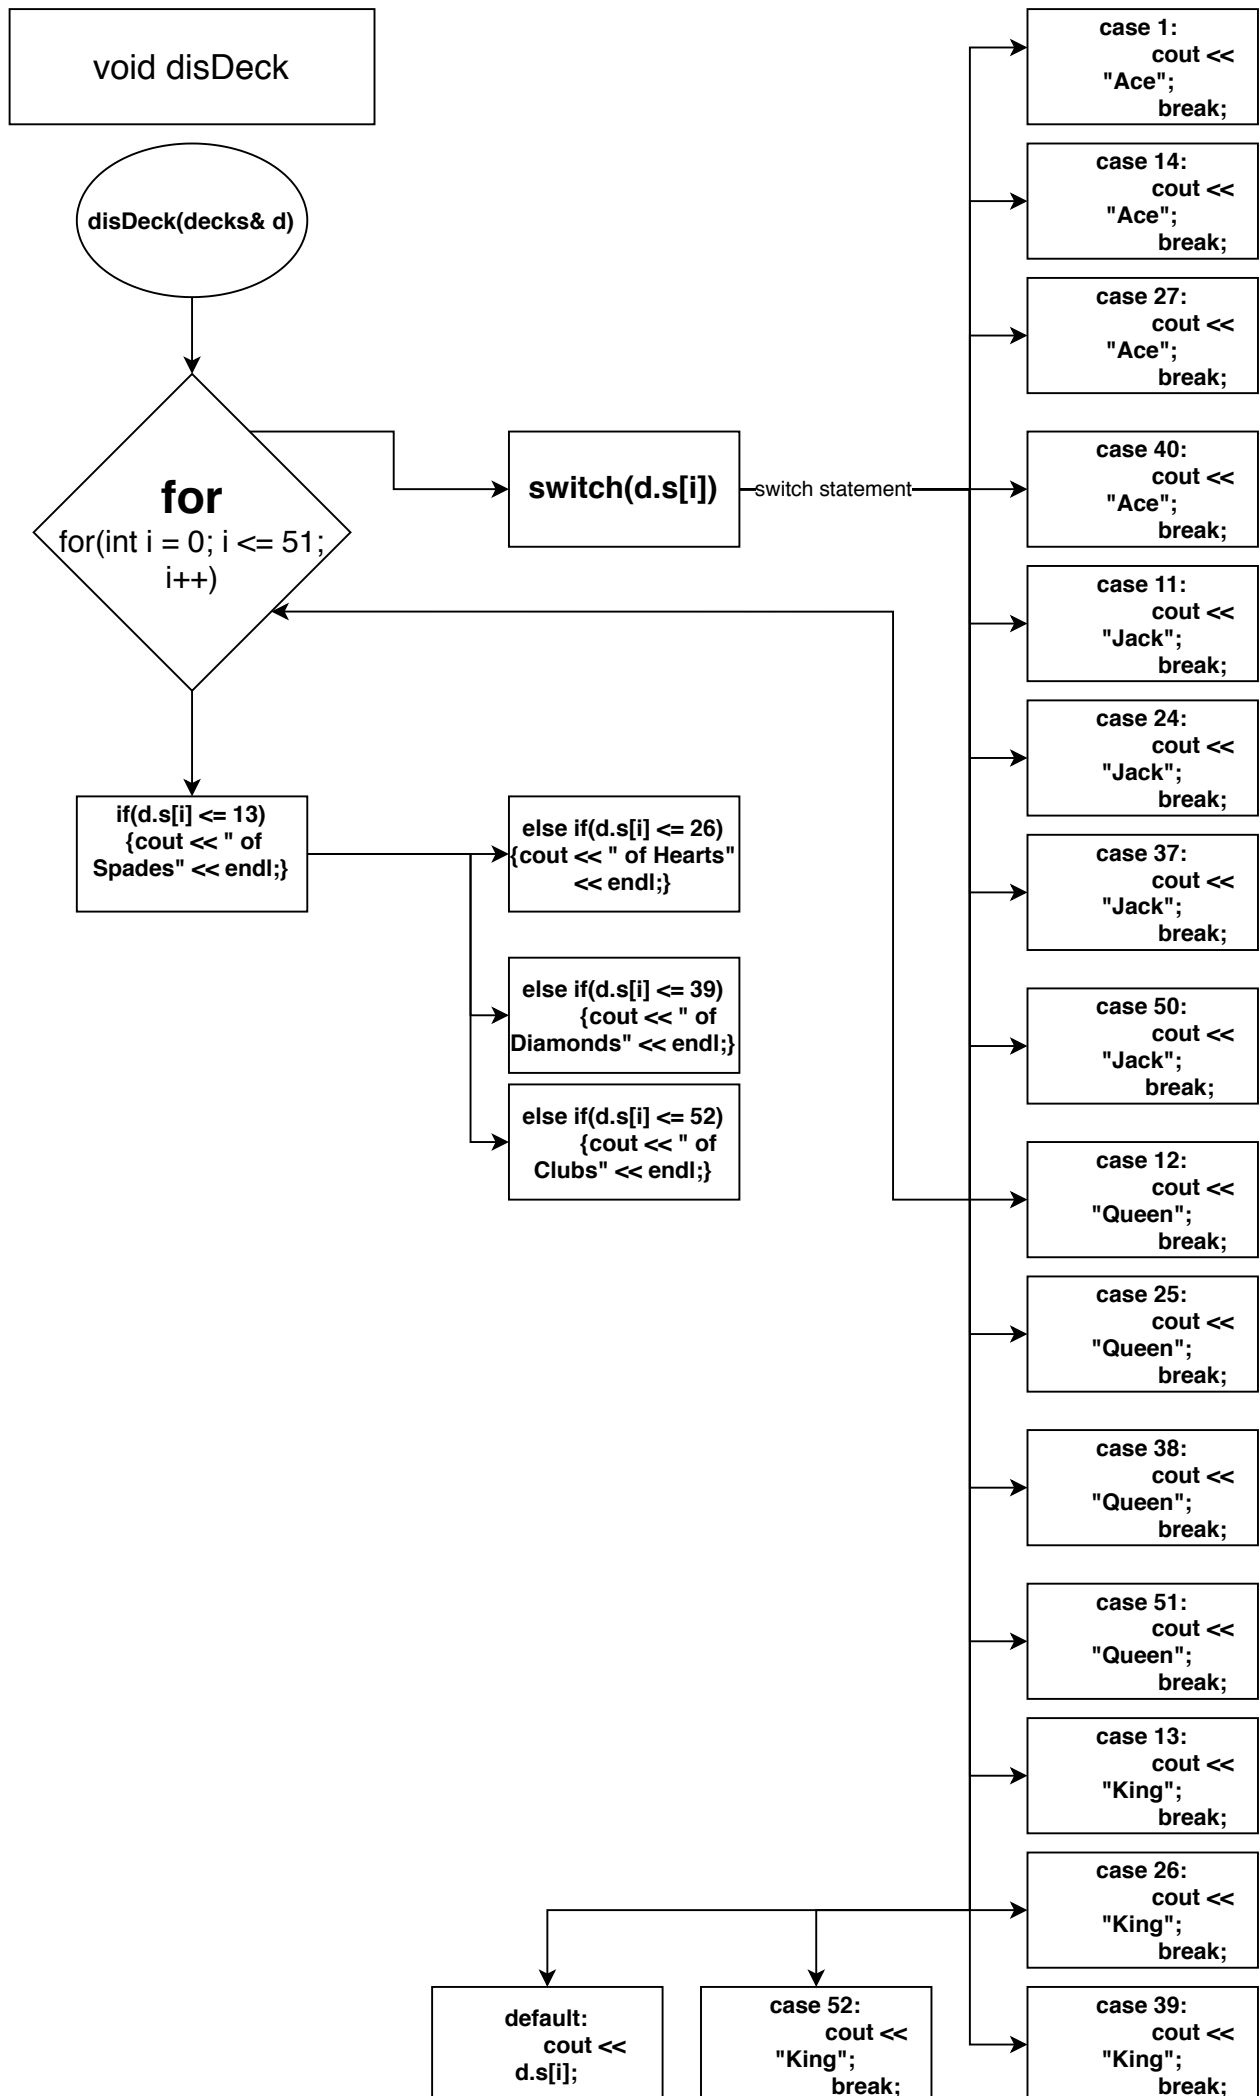 void disDeck
disDeck(decks& d)
for
for(int i = 0; i <= 51;
i++)
switch(d.s[i])
switch statement
if(d.s[i] <= 13)
{cout << " of
Spades" << endl;}
else if(d.s[i] <= 26)
{cout << " of Hearts"
<< endl;}
else if(d.s[i] <= 39)
{cout << " of
Diamonds" << endl;}
else if(d.s[i] <= 52)
{cout << " of
Clubs" << endl;}
case 1:
cout <<
"Ace";
break;
case 14:
cout <<
"Ace";
break;
case 27:
cout <<
"Ace";
break;
case 40:
cout <<
"Ace";
break;
case 11:
cout <<
"Jack";
break;
case 24:
cout <<
"Jack";
break;
case 37:
cout <<
"Jack";
break;
case 50:
cout <<
"Jack";
break;
case 12:
cout <<
"Queen";
break;
case 25:
cout <<
"Queen";
break;
case 38:
cout <<
"Queen";
break;
case 51:
cout <<
"Queen";
break;
case 13:
cout <<
"King";
break;
case 26:
cout <<
"King";
break;
case 39:
cout <<
"King";
break;
case 52:
cout <<
"King";
break;
default:
cout <<
d.s[i];